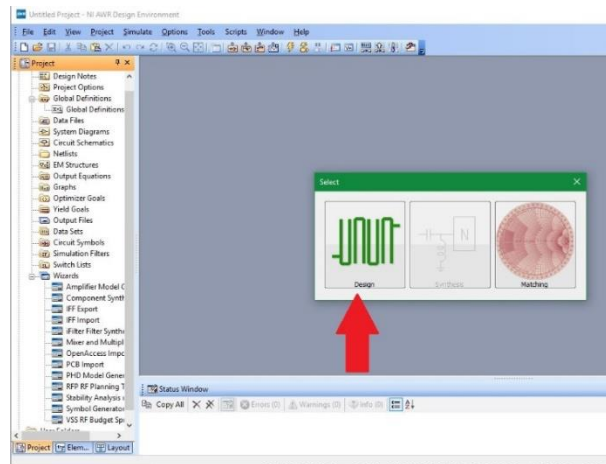 Untitled Project - NI AWR Design Environment
File Edit View Project Simulate Options Tools Scripts Window Help
Project
Design Notes
Project Options
Global Definitions
Global Definitions
Data Files
System Diagrams
Circuit Schematics
Netlists
EM Structures
Output Equations
Graphs
Optimizer Goals
Yield Goals
Output Files
Data Sets
Circuit Symbols
Simulation Filters
Switch Lists
Wizards
Amplifier Model G
Component Synth
IFF Export
IFF Import
iFilter Filter Synthe
Mixer and Multipl
OpenAccess Impo
PCB Import
PHD Model Gener
RFP RF Planning T
Stability Analysis
Symbol Generator
VSS RF Budget Spr
Project Elem... Layout
Select
N
Design Synthesis Matching
Status Window
Copy All Errors (0) Warnings (0) Info (0)